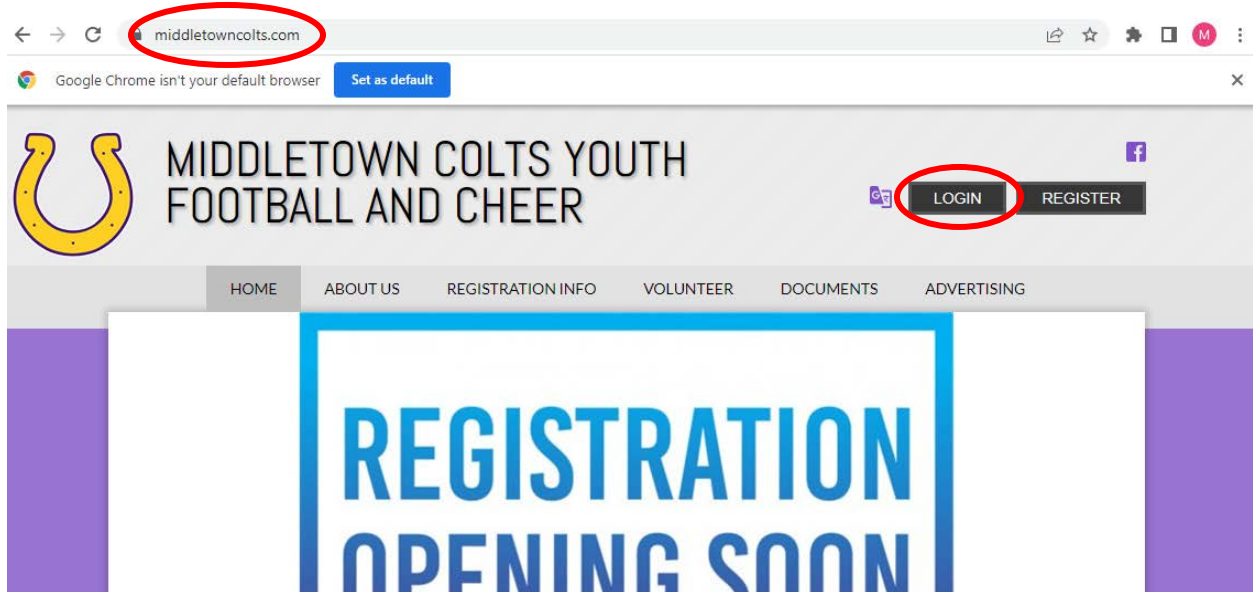 middletowncolts.com
M
Google Chrome isn't your default browser Set as default
MIDDLETOWN COLTS YOUTH
FOOTBALL AND CHEER
f
G
LOGIN REGISTER
HOME ABOUT US REGISTRATION INFO VOLUNTEER DOCUMENTS ADVERTISING
REGISTRATION
OPENING SOON